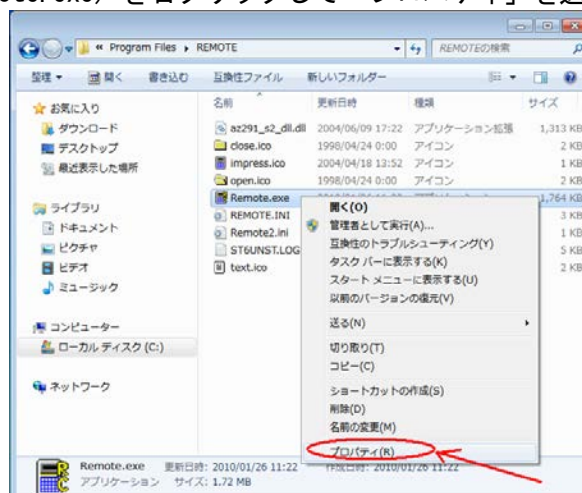 .exe) を右クリックして
Program Files ▸ REMOTE
REMOTEの検索
整理 ▼ 開く 書き込む 互換性ファイル 新しいフォルダー
お気に入り
ダウンロード
デスクトップ
最近表示した場所
ライブラリ
ドキュメント
ピクチャ
ビデオ
ミュージック
コンピューター
ローカル ディスク (C:)
ネットワーク
名前 更新日時 種類 サイズ
az291_s2_dll.dll 2004/06/09 17:22 アプリケーション拡張 1,313 KB
close.ico 1998/04/24 0:00 アイコン 2 KB
impress.ico 2004/04/18 13:52 アイコン 1 KB
open.ico 1998/04/24 0:00 アイコン 2 KB
Remote.exe 1,764 KB
REMOTE.INI 3 KB
Remote2.ini 1 KB
ST6UNST.LOG 5 KB
text.ico 2 KB
開く(O)
管理者として実行(A)...
互換性のトラブルシューティング(Y)
タスク バーに表示する(K)
スタート メニューに表示する(U)
以前のバージョンの復元(V)
送る(N)
切り取り(T)
コピー(C)
ショートカットの作成(S)
削除(D)
名前の変更(M)
プロパティ(R)
Remote.exe 更新日時: 2010/01/26 11:22 作成日時: 2010/01/26 11:22
アプリケーション サイズ: 1.72 MB